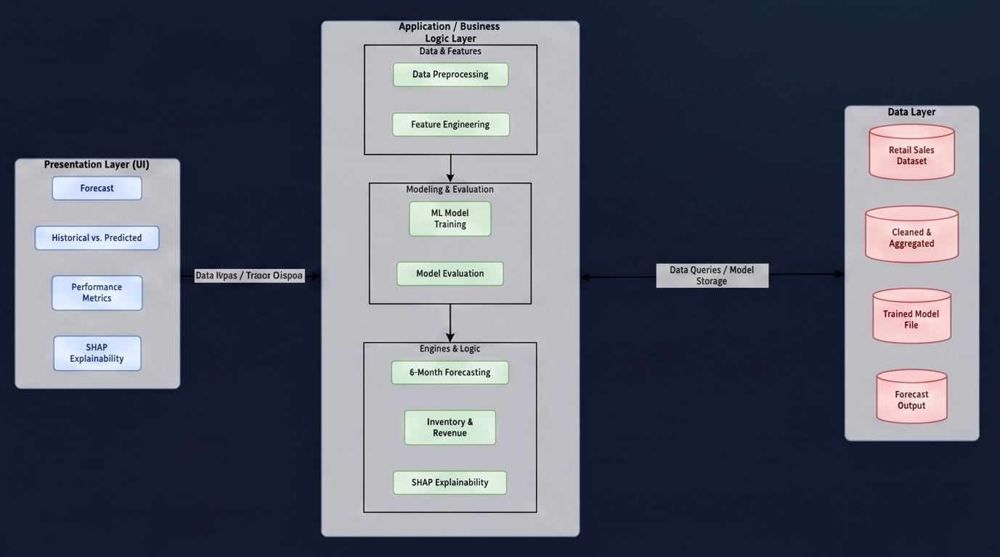 Presentation Layer (UI)
Forecast
Historical vs. Predicted
Performance
Metrics
SHAP
Explainability
Data / 
Application / Business
Logic Layer
Data & Features
Data Preprocessing
Feature Engineering
Modeling & Evaluation
ML Model
Training
Model Evaluation
Engines & Logic
6-Month Forecasting
Inventory &
Revenue
SHAP Explainability
Data Queries / Model
Storage
Data Layer
Retail Sales
Dataset
Cleaned &
Aggregated
Trained Model
File
Forecast
Output